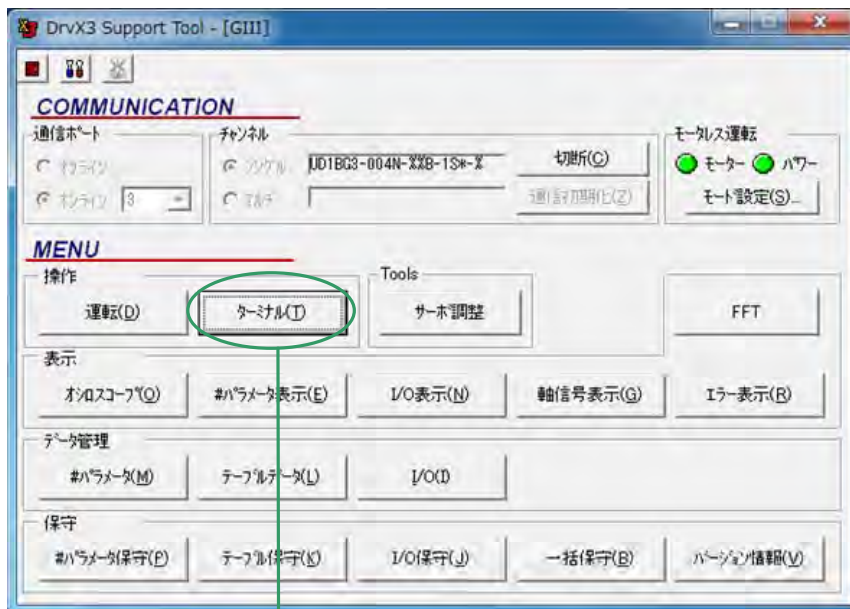 DrvX3 Support Tool - [GIII]
COMMUNICATION
通信ポート
チャンネル
モータレス運転
オフライン
シングル
UD1BG3-004N-XXB-1S*-X
切断(C)
モーター
パワー
オンライン
3
マルチ
通信初期化(Z)
モード設定(S)...
MENU
操作
Tools
運転(D)
ターミナル(T)
サーボ調整
FFT
表示
オシロスコープ(O)
#パラメータ表示(E)
I/O表示(N)
軸信号表示(G)
エラー表示(R)
データ管理
#パラメータ(M)
テーブルデータ(L)
I/O(I)
保守
#パラメータ保守(P)
テーブル保守(K)
I/O保守(J)
一括保守(B)
バージョン情報(V)